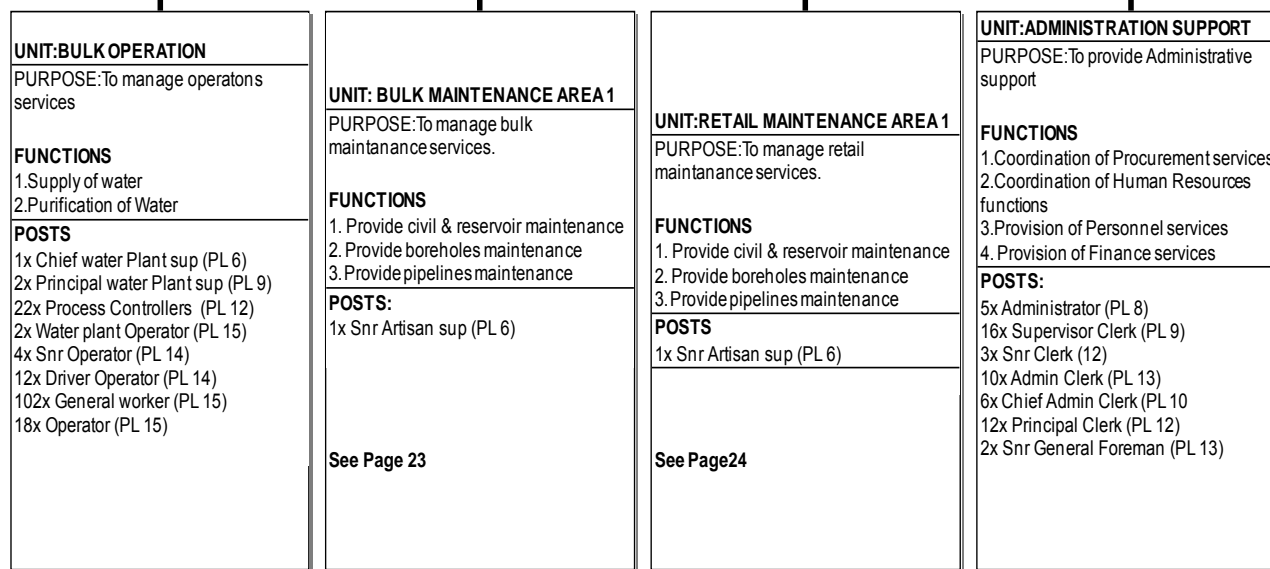 UNIT:BULK OPERATION
PURPOSE:To manage operatons
services
FUNCTIONS
1.Supply of water
2.Purification of Water
POSTS
1x Chief water Plant sup (PL 6)
2x Principal water Plant sup (PL 9)
22x Process Controllers (PL 12)
2x Water plant Operator (PL 15)
4x Snr Operator (PL 14)
12x Driver Operator (PL 14)
102x General worker (PL 15)
18x Operator (PL 15)
UNIT: BULK MAINTENANCE AREA 1
PURPOSE:To manage bulk
maintanance services.
FUNCTIONS
1. Provide civil & reservoir maintenance
2. Provide boreholes maintenance
3. Provide pipelines maintenance
POSTS:
1x Snr Artisan sup (PL 6)
See Page 23
UNIT:RETAIL MAINTENANCE AREA 1
PURPOSE:To manage retail
maintanance services.
FUNCTIONS
1. Provide civil & reservoir maintenance
2. Provide boreholes maintenance
3. Provide pipelines maintenance
POSTS
1x Snr Artisan sup (PL 6)
See Page24
UNIT:ADMINISTRATION SUPPORT
PURPOSE:To provide Administrative
support
FUNCTIONS
1.Coordination of Procurement services
2.Coordination of Human Resources
functions
3.Provision of Personnel services
4. Provision of Finance services
POSTS:
5x Administrator (PL 8)
16x Supervisor Clerk (PL 9)
3x Snr Clerk (12)
10x Admin Clerk (PL 13)
6x Chief Admin Clerk (PL 10
12x Principal Clerk (PL 12)
2x Snr General Foreman (PL 13)